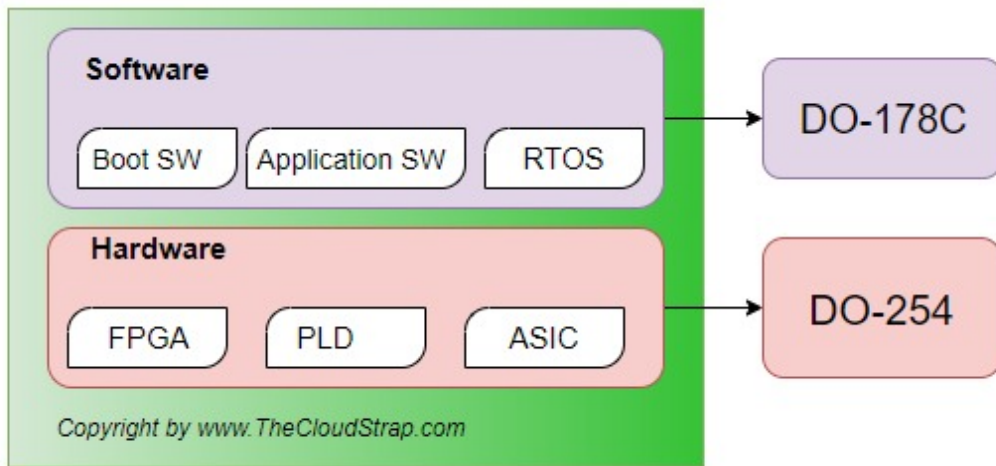 Software
Boot SW
Application SW
RTOS
DO-178C
Hardware
FPGA
PLD
ASIC
DO-254
Copyright by www.TheCloudStrap.com